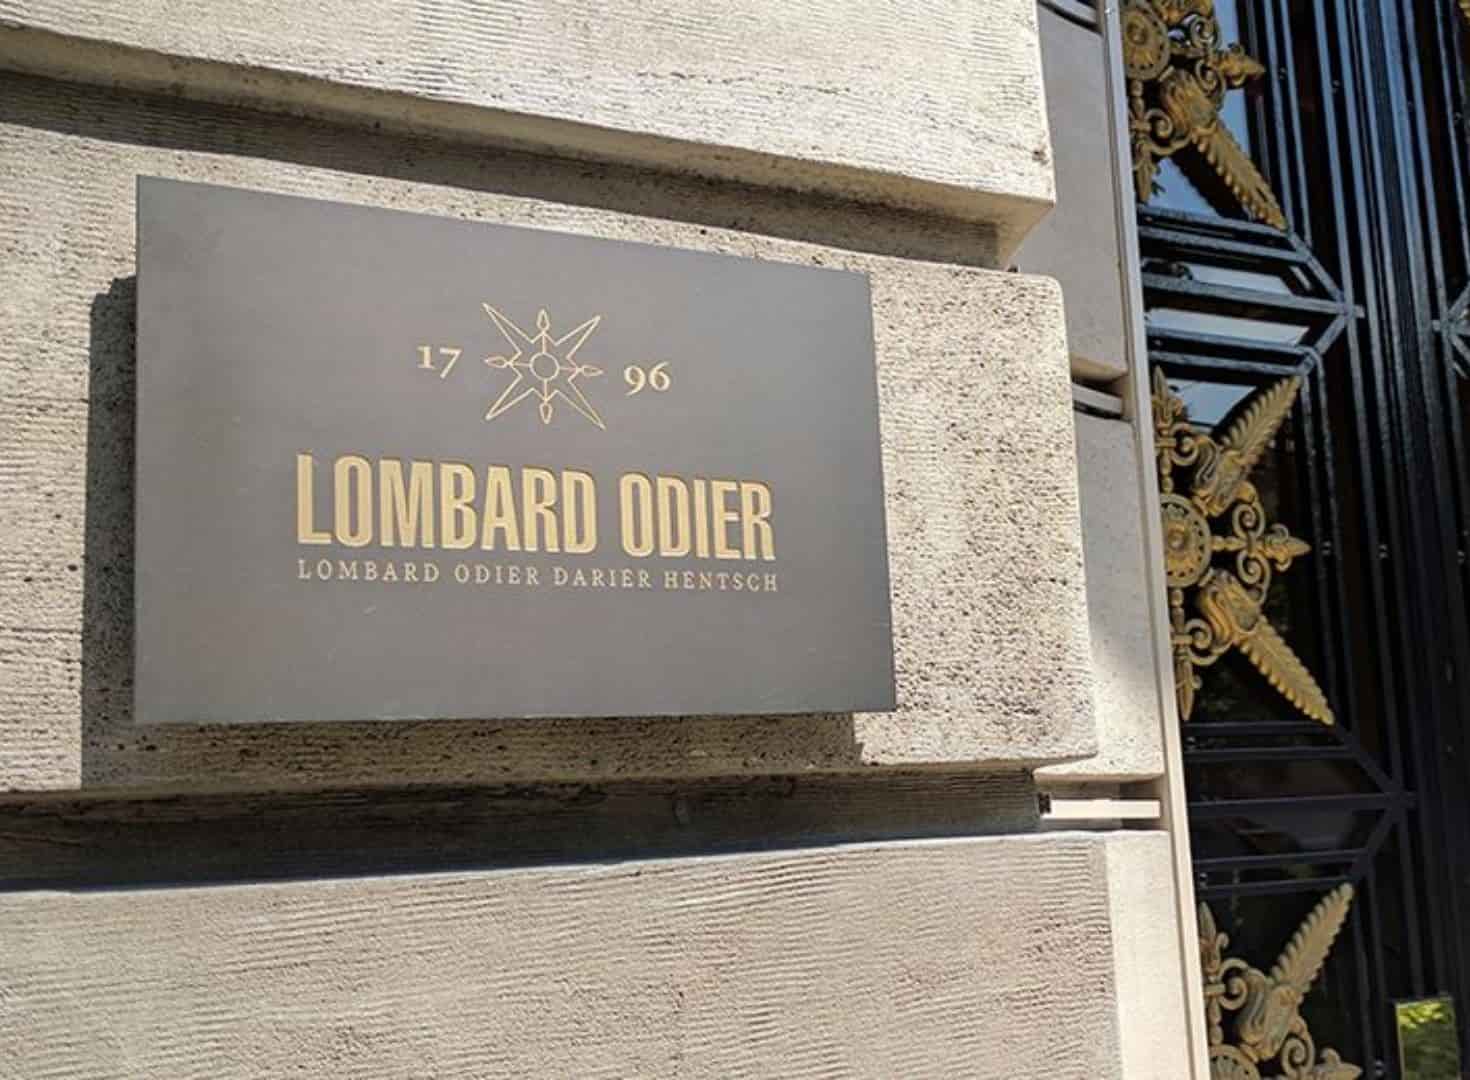 17 96
LOMBARD ODIER
LOMBARD ODIER DARIER HENTSCH